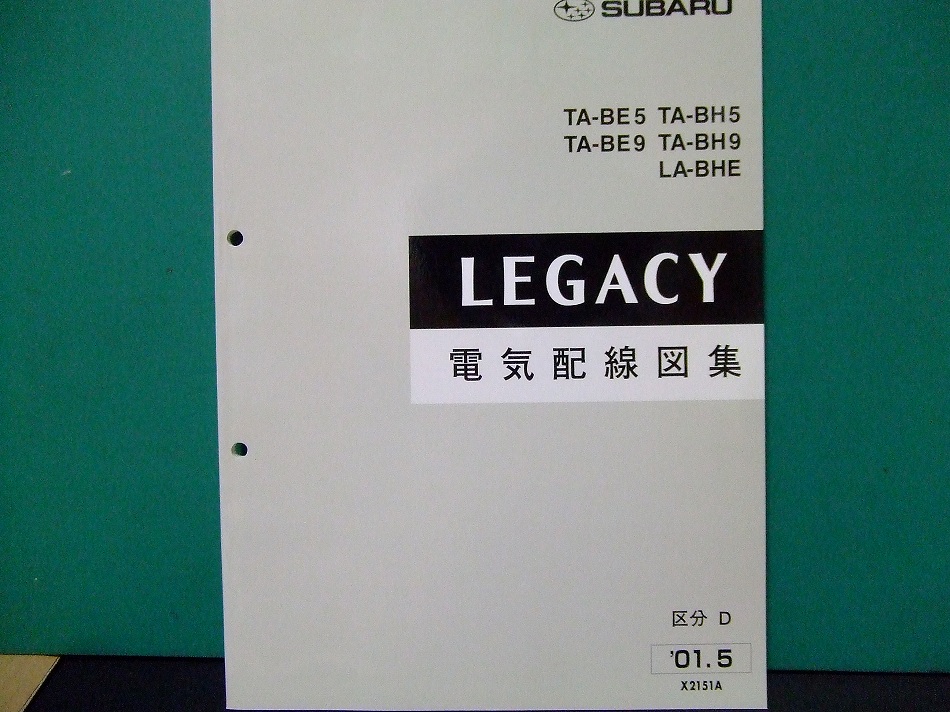 SUBARU
TA-BE5 TA-BH5
TA-BE9 TA-BH9
LA-BHE
LEGACY
電気配線図集
区分 D
'01.5
X2151A